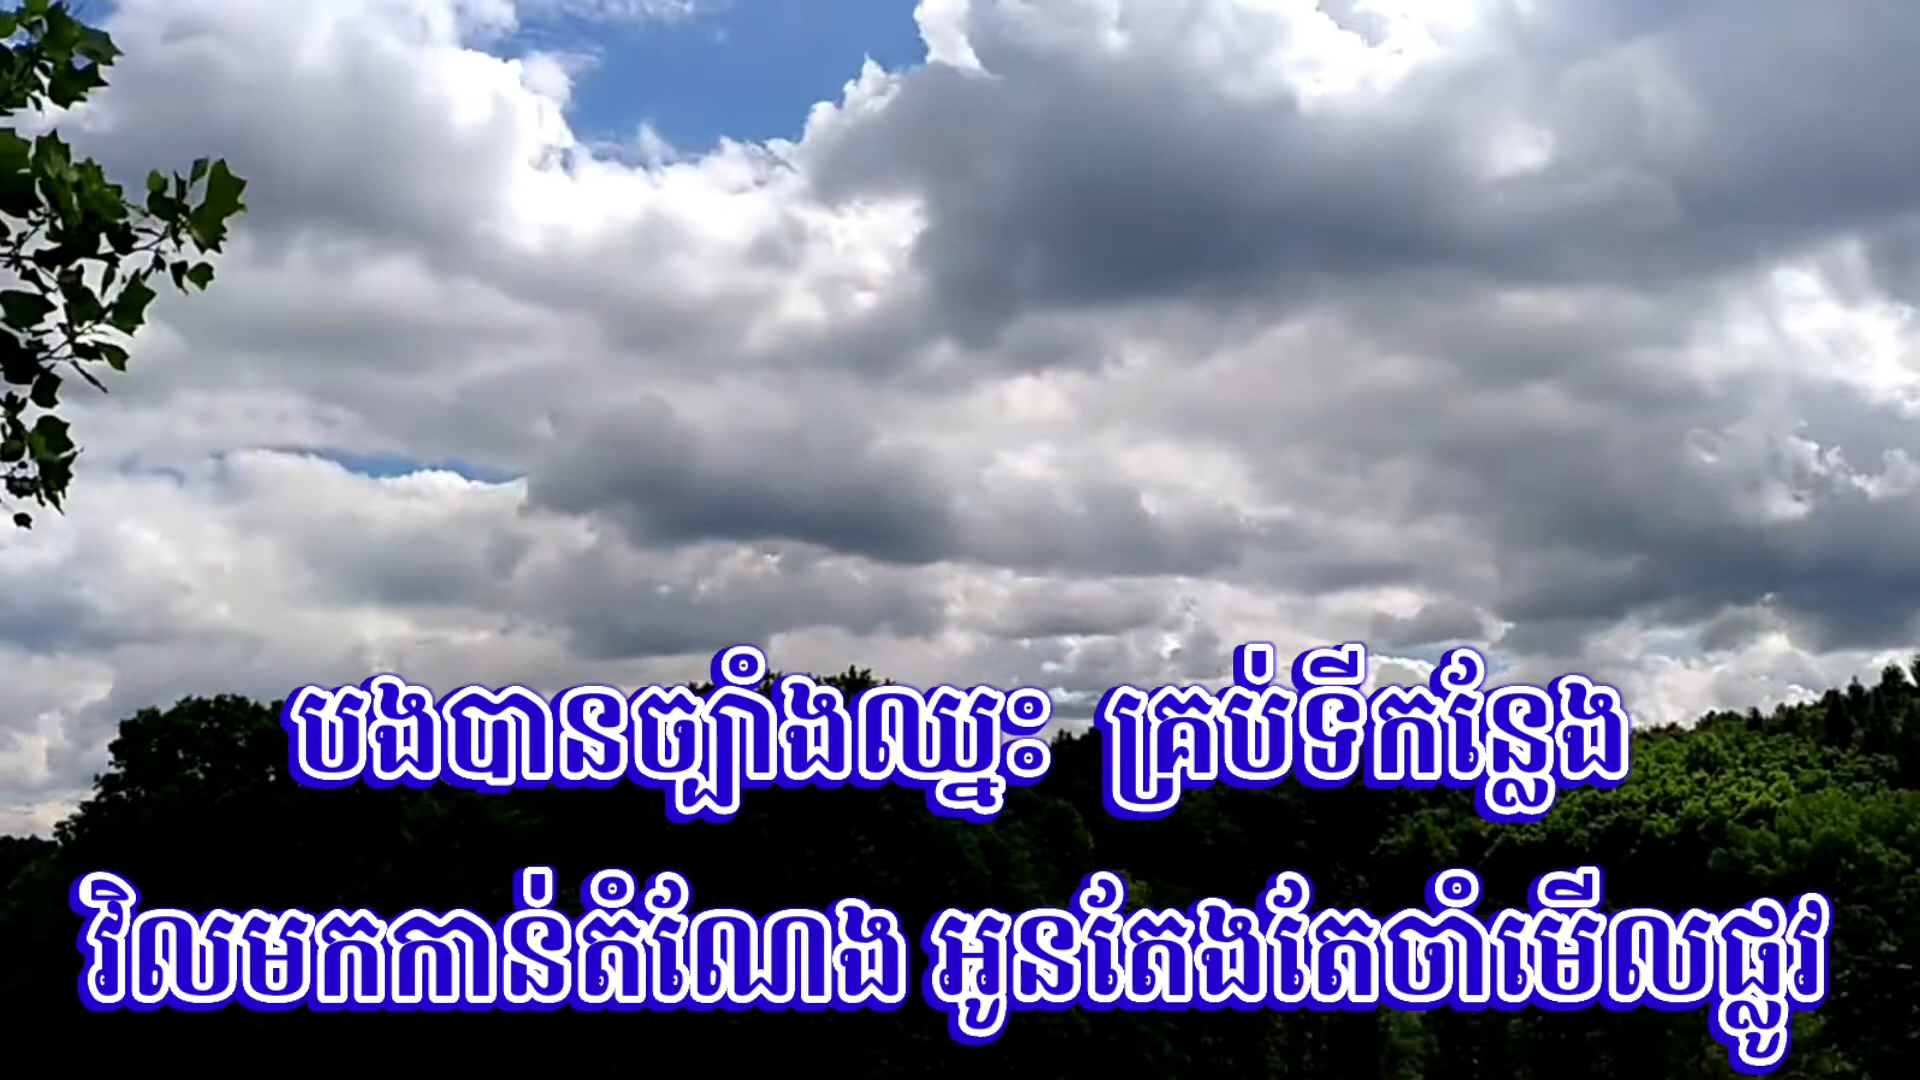 បងបានច្បាំងឈ្នះ គ្រប់ទីកន្លែង
វិលមកកាន់តំណែង អូនតែងតែចាំមើលផ្លូវ